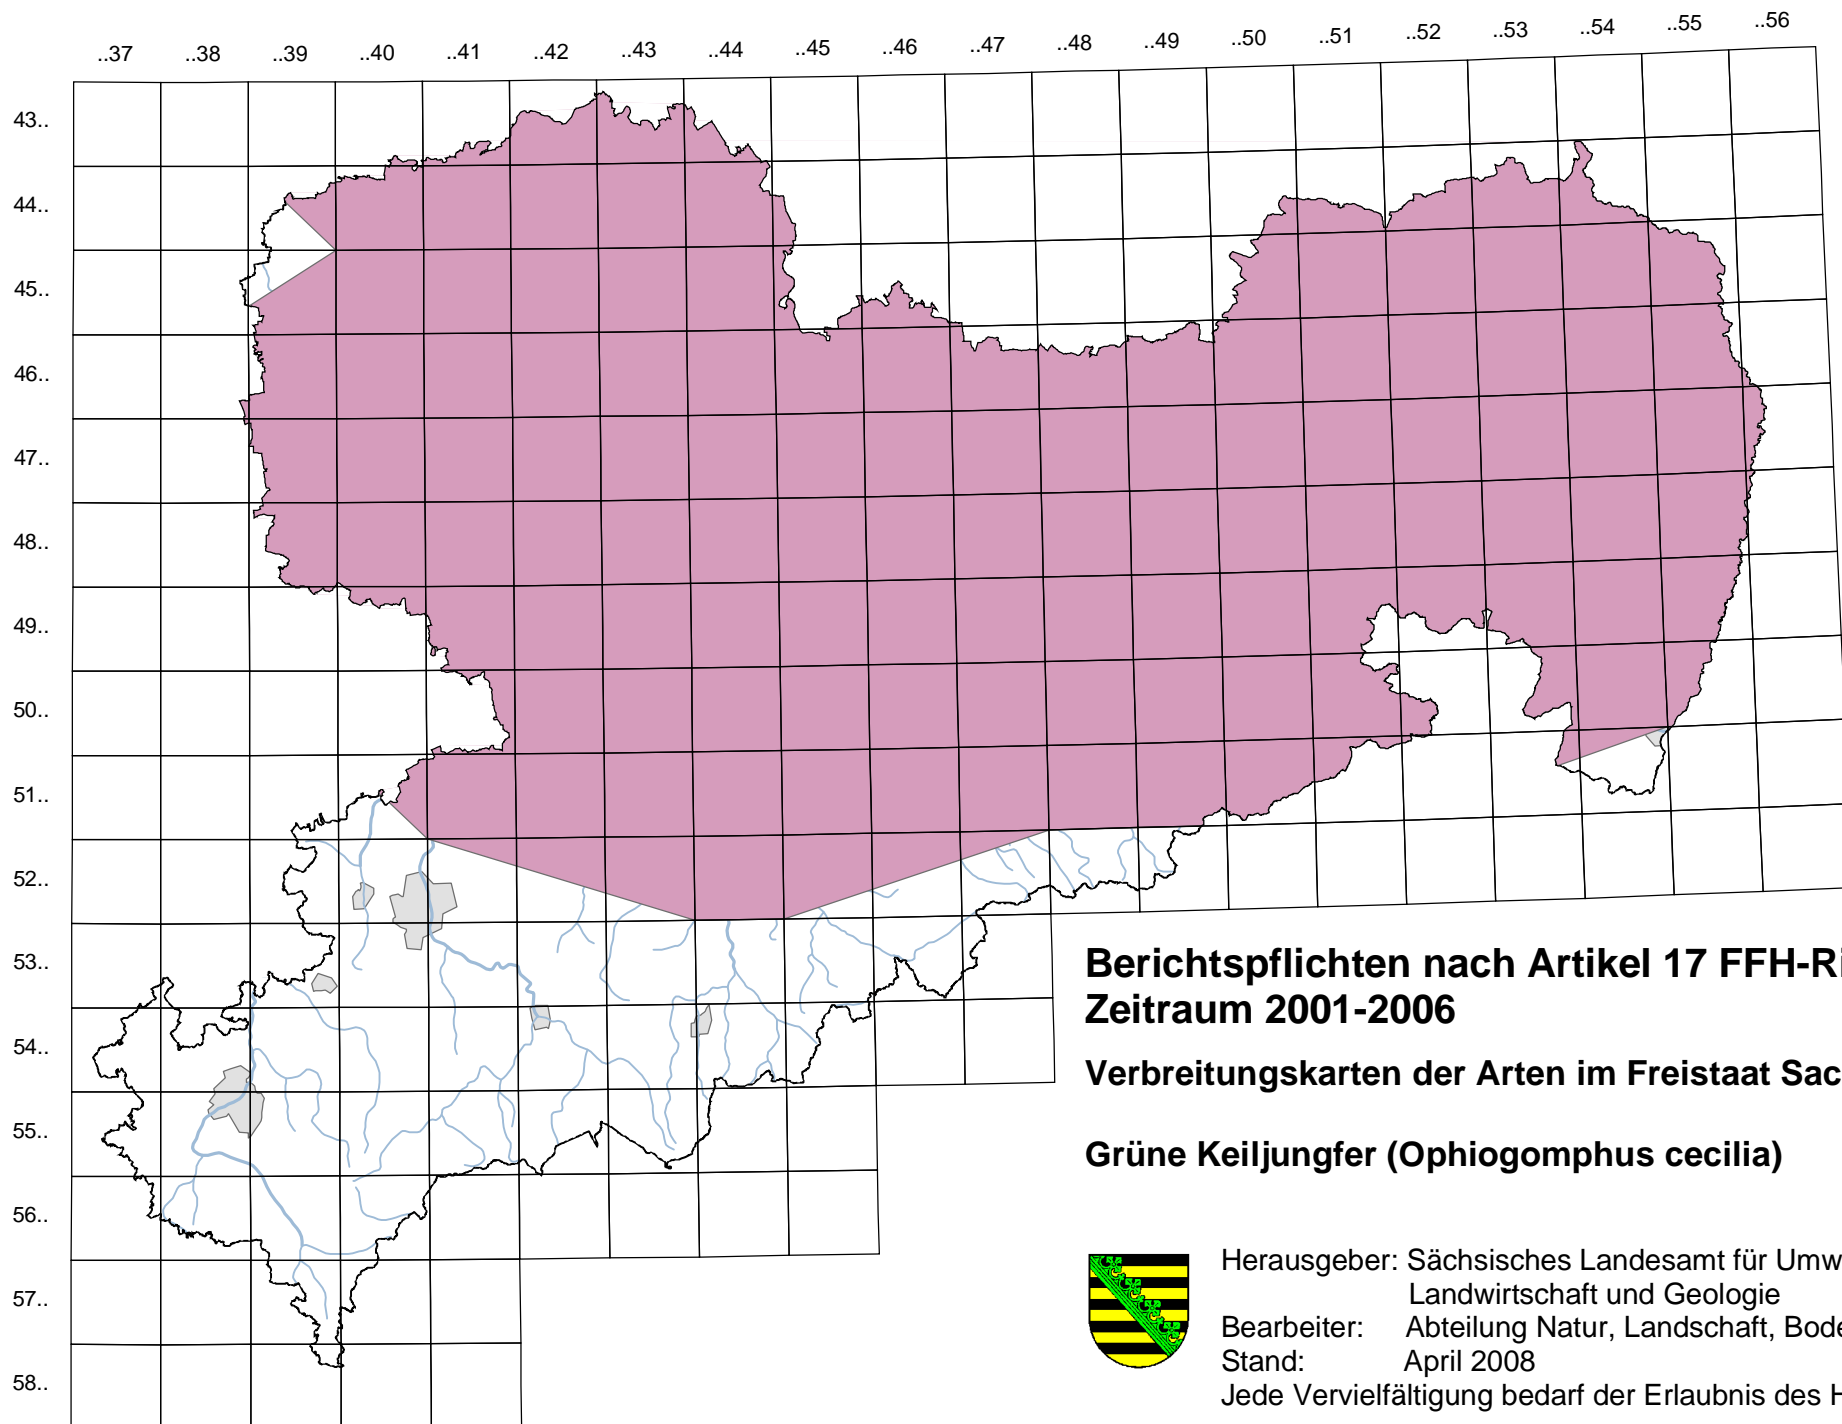 ..37 ..38 ..39 ..40 ..41 ..42 ..43 ..44 ..45 ..46 ..47 ..48 ..49 ..50 ..51 ..52 ..53 ..54 ..55 ..56
43..
44..
45..
46..
47..
48..
49..
50..
51..
52..
53..
54..
55..
56..
57..
58..
Berichtspflichten nach Artikel 17 FFH-Ri
Zeitraum 2001-2006
Verbreitungskarten der Arten im Freistaat Sac
Grüne Keiljungfer (Ophiogomphus cecilia)
Herausgeber: Sächsisches Landesamt für Umw
Landwirtschaft und Geologie
Bearbeiter: Abteilung Natur, Landschaft, Bode
Stand: April 2008
Jede Vervielfältigung bedarf der Erlaubnis des H